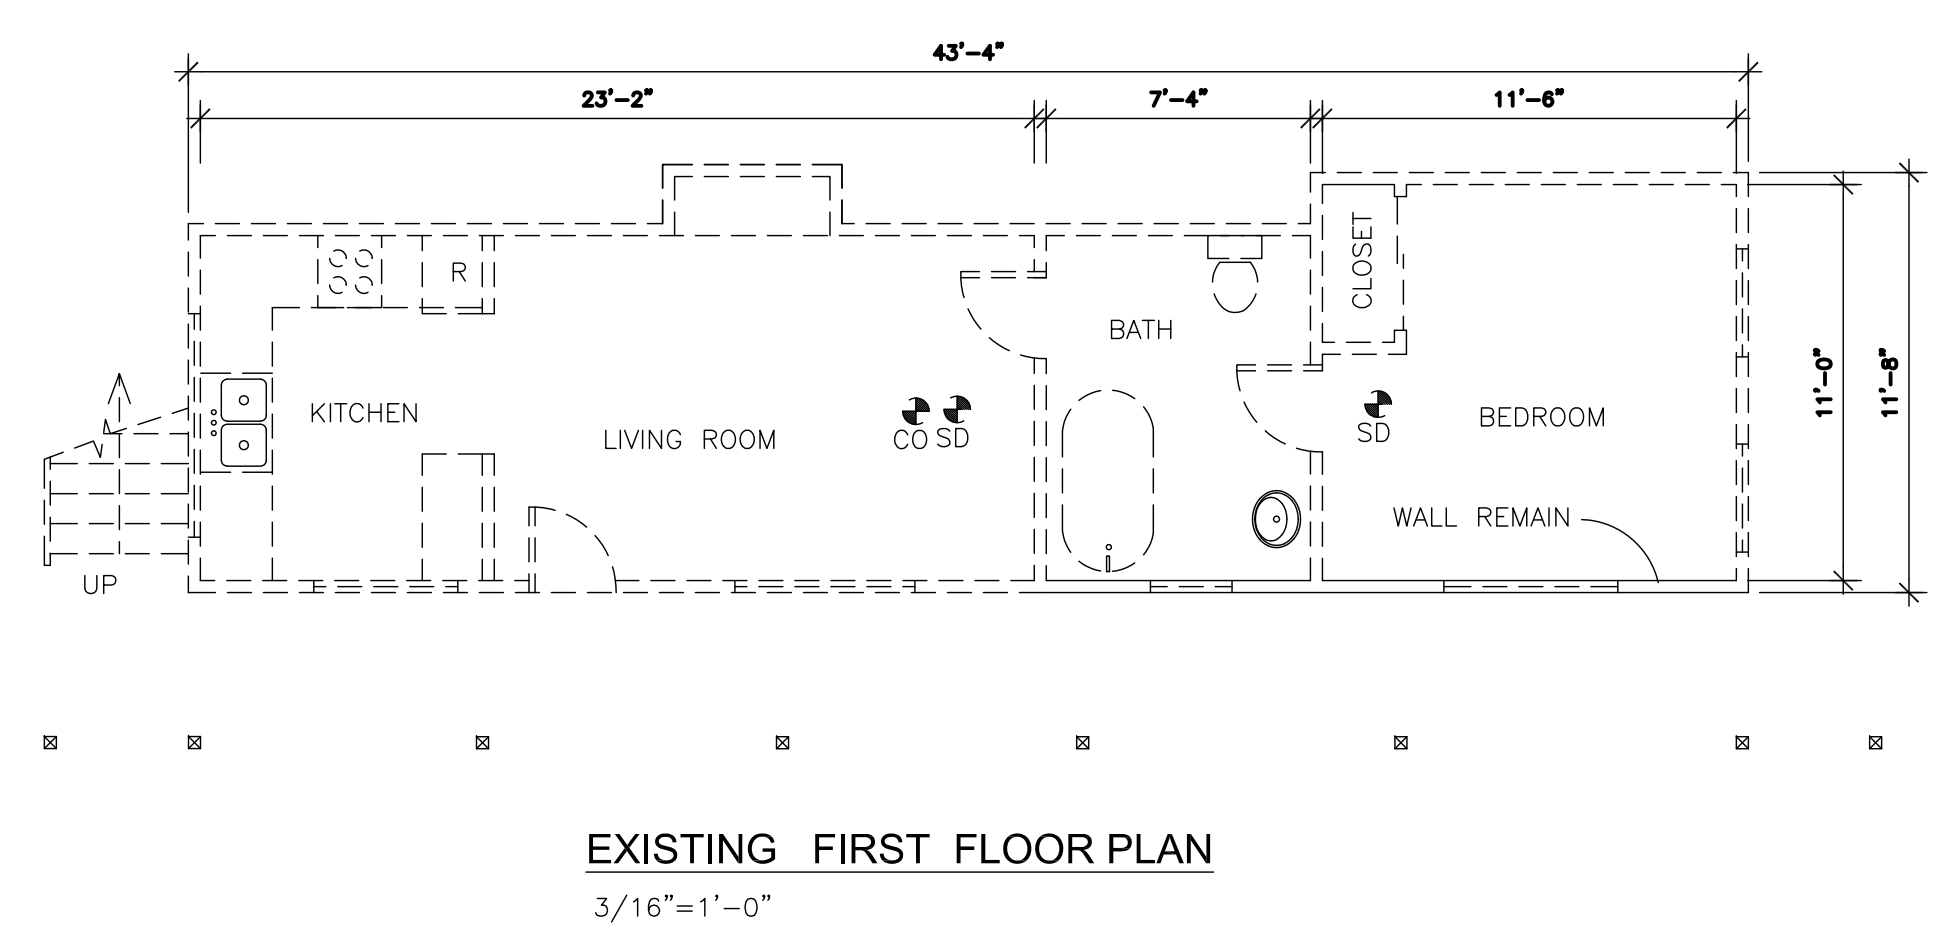 43'-4"
23'-2" 7'-4" 11'-6"
CLOSET
R
BATH
11'-0" 11'-8"
KITCHEN
LIVING ROOM
CO SD
SD
BEDROOM
WALL REMAIN
UP
EXISTING FIRST FLOOR PLAN
3/16"=1'-0"